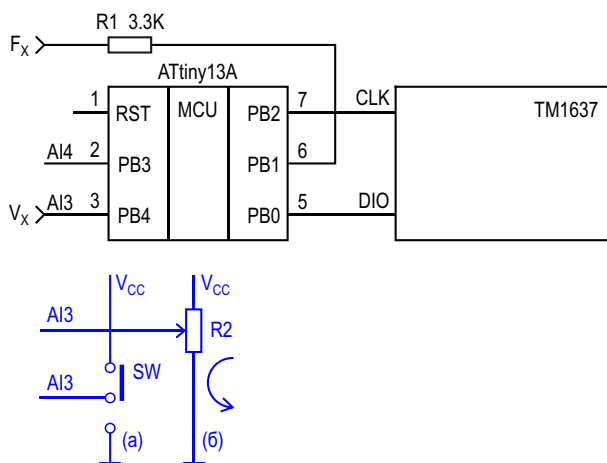 R1 3.3K
FX
ATtiny13A
1 RST MCU PB2 7 CLK TM1637
AI4 2 PB3 PB1 6
VX AI3 3 PB4 PB0 5 DIO
VCC VCC
AI3 R2
SW
AI3
(а) (б)